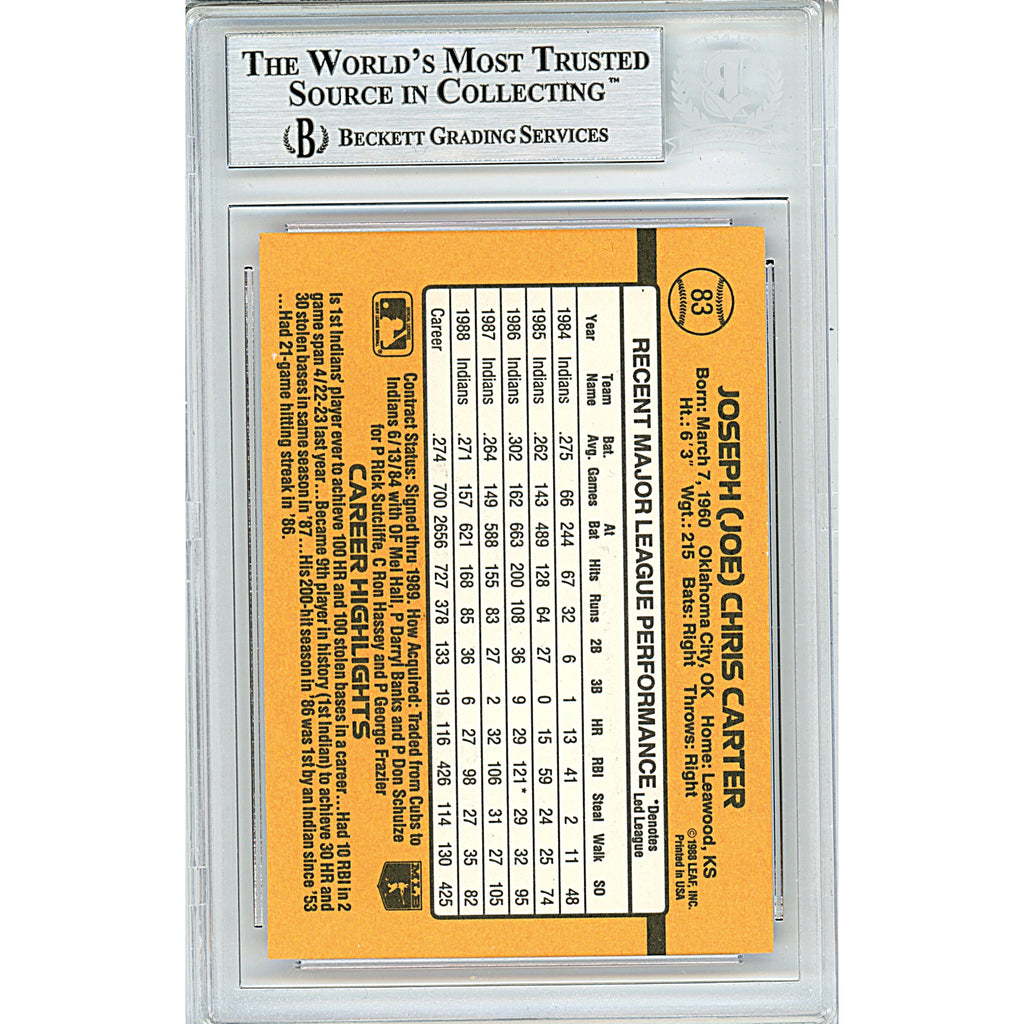 THE WORLD'S MOST TRUSTED
SOURCE IN COLLECTING™
B BECKETT GRADING SERVICES
83
JOSEPH (JOE) CHRIS CARTER
Born: March 7, 1960 Oklahoma City, OK Home: Leawood, KS
Ht.: 6'3" Wgt.: 215 Bats: Right Throws: Right
©1988 LEAF, INC.
Printed in USA
RECENT MAJOR LEAGUE PERFORMANCE *Denotes
Led League
Year Team Name Bat. Avg. Games At Bat Hits Runs 2B 3B HR RBI Steal Walk SO
1984 Indians .275 66 244 67 32 6 1 13 41 2 11 48
1985 Indians .262 143 489 128 64 27 0 15 59 24 25 74
1986 Indians .302 162 663 200 108 36 9 29 121* 29 32 95
1987 Indians .264 149 588 155 83 27 2 32 106 31 27 105
1988 Indians .271 157 621 168 85 36 6 27 98 27 35 82
Career .274 700 2656 727 378 133 19 116 426 114 130 425
Contract Status: Signed thru 1989. How Acquired: Traded from Cubs to
Indians 6/13/84 with OF Mel Hall, P Darryl Banks and P Don Schulze
for P Rick Sutcliffe, C Ron Hassey and P George Frazier
MLB
CAREER HIGHLIGHTS
Is 1st Indians' player ever to achieve 100 HR and 100 stolen bases in a career...Had 10 RBI in 2
game span 4/22-23 last year...Became 9th player in history (1st Indian) to achieve 30 HR and
30 stolen bases in same season in '87...His 200-hit season in '86 was 1st by an Indian since '53
...Had 21-game hitting streak in '86.